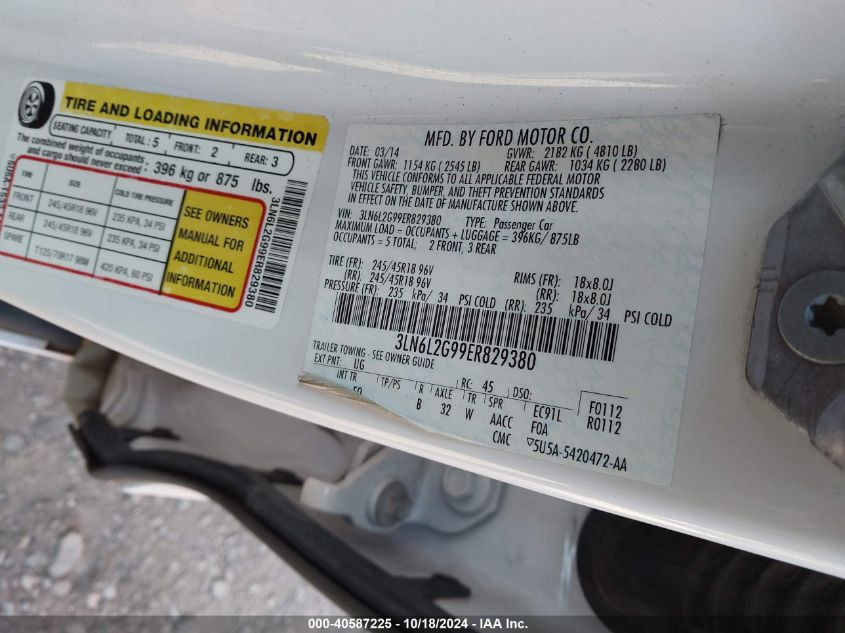 TIRE AND LOADING INFORMATION
SEATING CAPACITY TOTAL: 5 FRONT: 2 REAR: 3
The combined weight of occupants
and cargo should never exceed: 396 kg or 875 lbs.
TIRE SIZE COLD TIRE PRESSURE
FRONT 245/45R18 96V 235 KPA, 34 PSI
REAR 245/45R18 96V 235 KPA, 34 PSI
SPARE T125/70R17 98M 420 KPA, 60 PSI
SEE OWNERS
MANUAL FOR
ADDITIONAL
INFORMATION
3LN6L2G99ER829380
MFD. BY FORD MOTOR CO.
DATE: 03/14 GVWR: 2182 KG ( 4810 LB)
FRONT GAWR: 1154 KG ( 2545 LB) REAR GAWR: 1034 KG ( 2280 LB)
THIS VEHICLE CONFORMS TO ALL APPLICABLE FEDERAL MOTOR
VEHICLE SAFETY, BUMPER, AND THEFT PREVENTION STANDARDS
IN EFFECT ON THE DATE OF MANUFACTURE SHOWN ABOVE.
VIN: 3LN6L2G99ER829380 TYPE: Passenger Car
MAXIMUM LOAD = OCCUPANTS + LUGGAGE = 396KG/ 875LB
OCCUPANTS = 5 TOTAL: 2 FRONT, 3 REAR
TIRE (FR): 245/45R18 96V RIMS (FR): 18x8.0J
(RR): 245/45R18 96V (RR): 18x8.0J
PRESSURE (FR): 235 kPa/ 34 PSI COLD (RR): 235 kPa/ 34 PSI COLD
3LN6L2G99ER829380
TRAILER TOWING - SEE OWNER GUIDE
EXT PNT: UG RC: 45 DSO:
INT TR TP/PS R AXLE TR SPR EC91L F0112
B 32 W AACC FOA R0112
CMC ▽5U5A-5420472-AA
000-40587225 - 10/18/2024 - IAA, Inc.